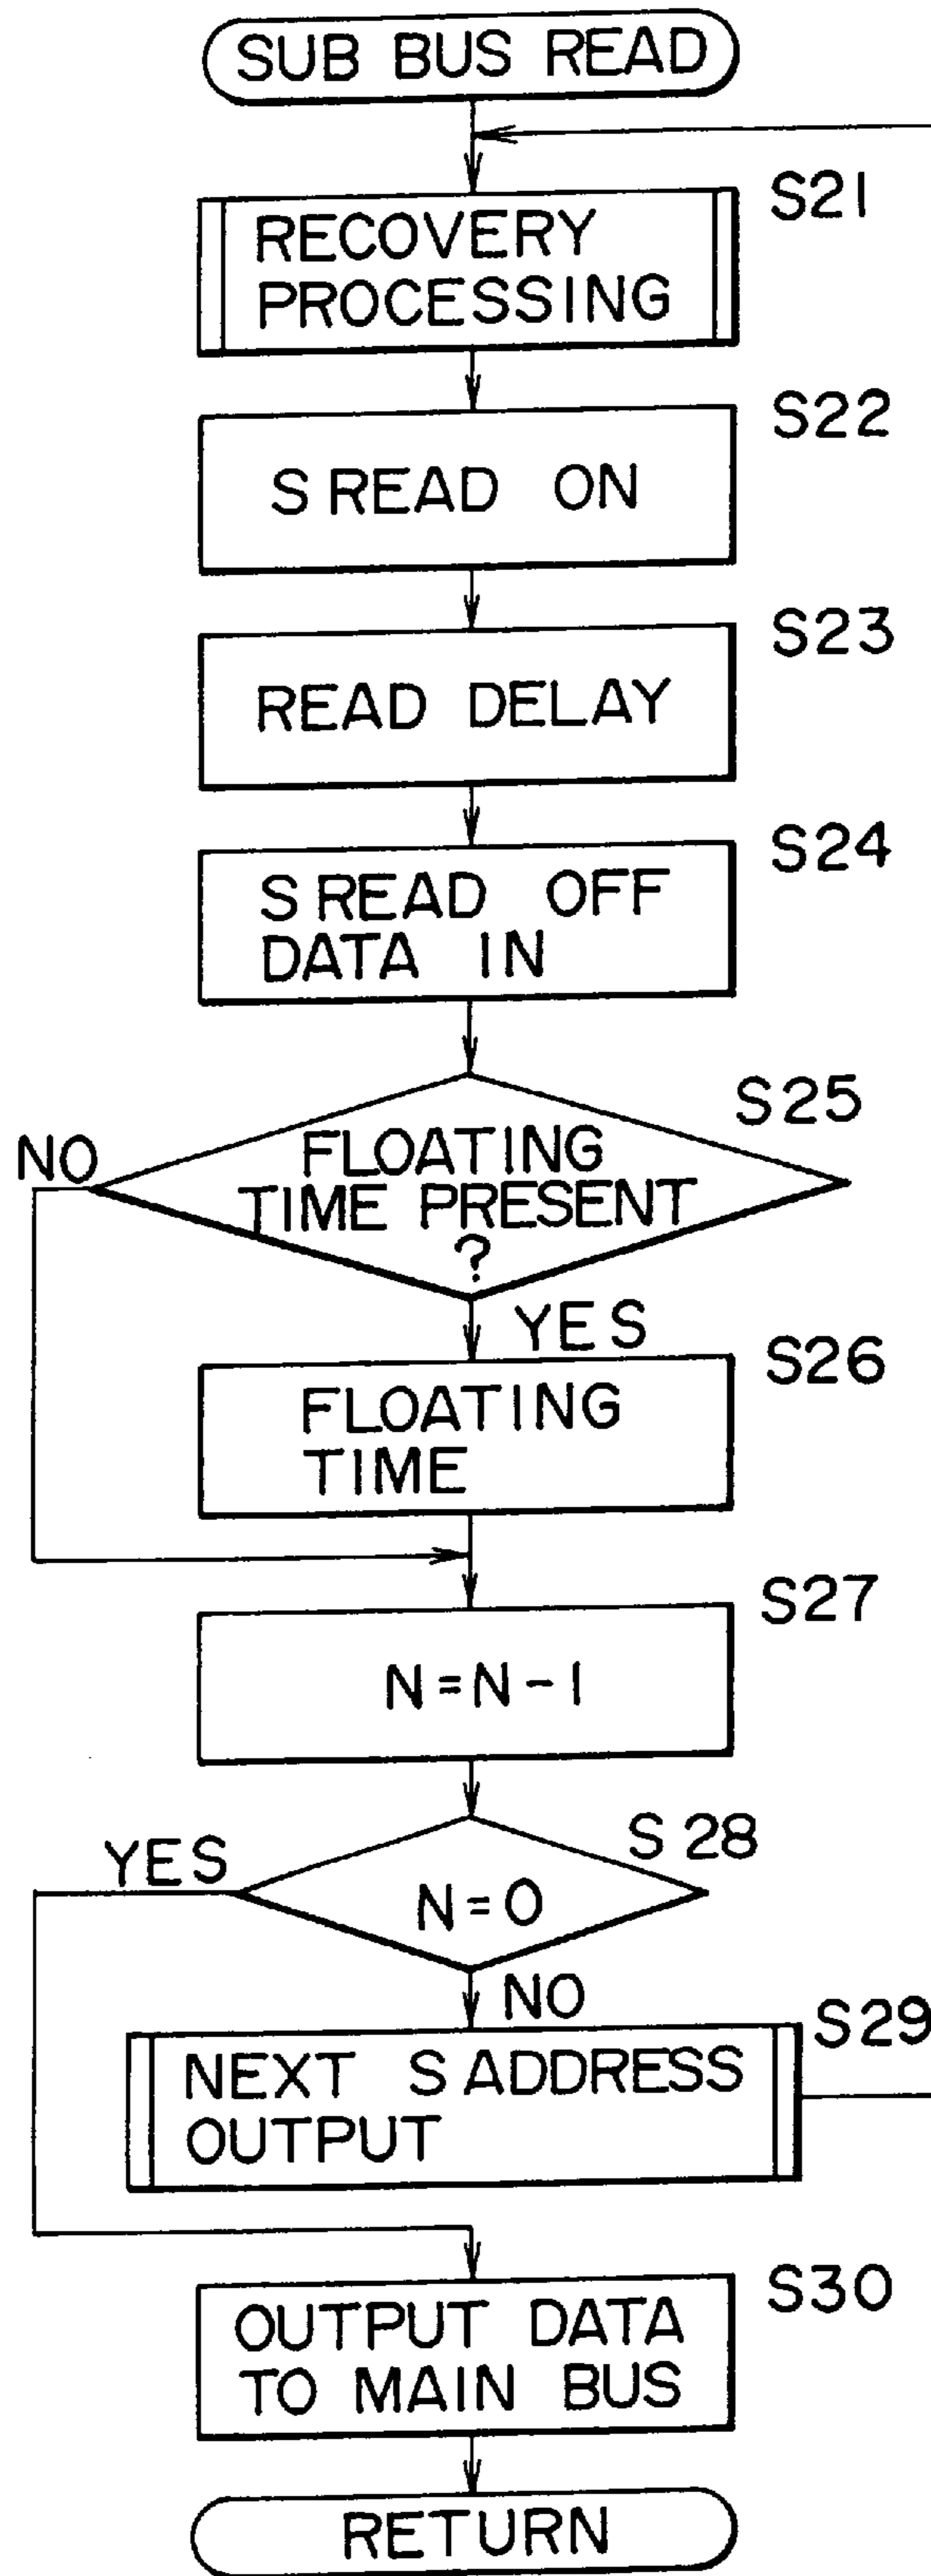 SUB BUS READ
S21
RECOVERY
PROCESSING
S22
S READ ON
S23
READ DELAY
S24
S READ OFF
DATA IN
S25
NO
FLOATING
TIME PRESENT
?
YES
S26
FLOATING
TIME
S27
N=N-1
S28
YES
N=0
NO
S29
NEXT S ADDRESS
OUTPUT
S30
OUTPUT DATA
TO MAIN BUS
RETURN